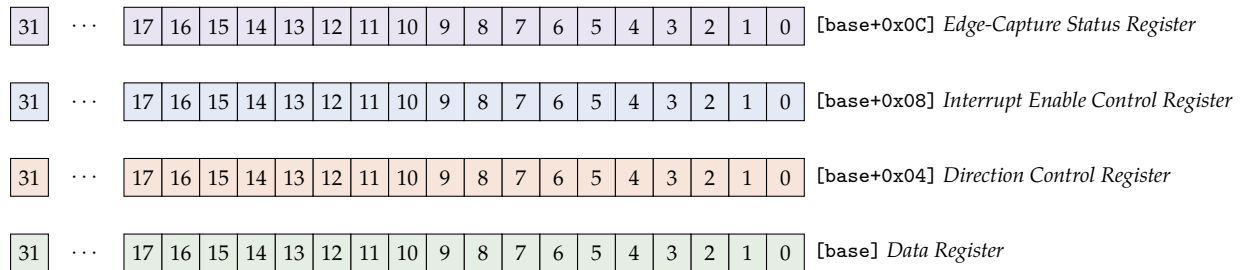 31 · · · 17 16 15 14 13 12 11 10 9 8 7 6 5 4 3 2 1 0 [base+0x0C] Edge-Capture Status Register
31 · · · 17 16 15 14 13 12 11 10 9 8 7 6 5 4 3 2 1 0 [base+0x08] Interrupt Enable Control Register
31 · · · 17 16 15 14 13 12 11 10 9 8 7 6 5 4 3 2 1 0 [base+0x04] Direction Control Register
31 · · · 17 16 15 14 13 12 11 10 9 8 7 6 5 4 3 2 1 0 [base] Data Register